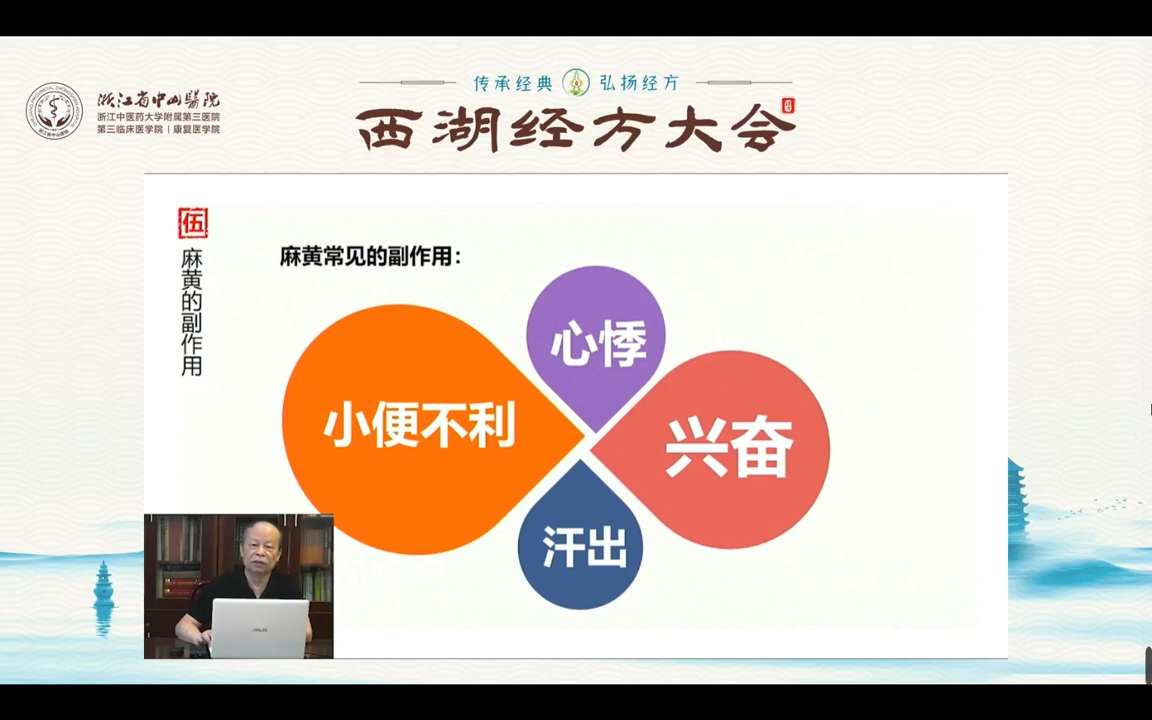 传承经典 弘扬经方
浙江省中山醫院
浙江中医药大学附属第三医院
第三临床医学院 | 康复医学院
西湖经方大会
伍
麻黄的副作用
麻黄常见的副作用：
心悸
小便不利
兴奋
汗出